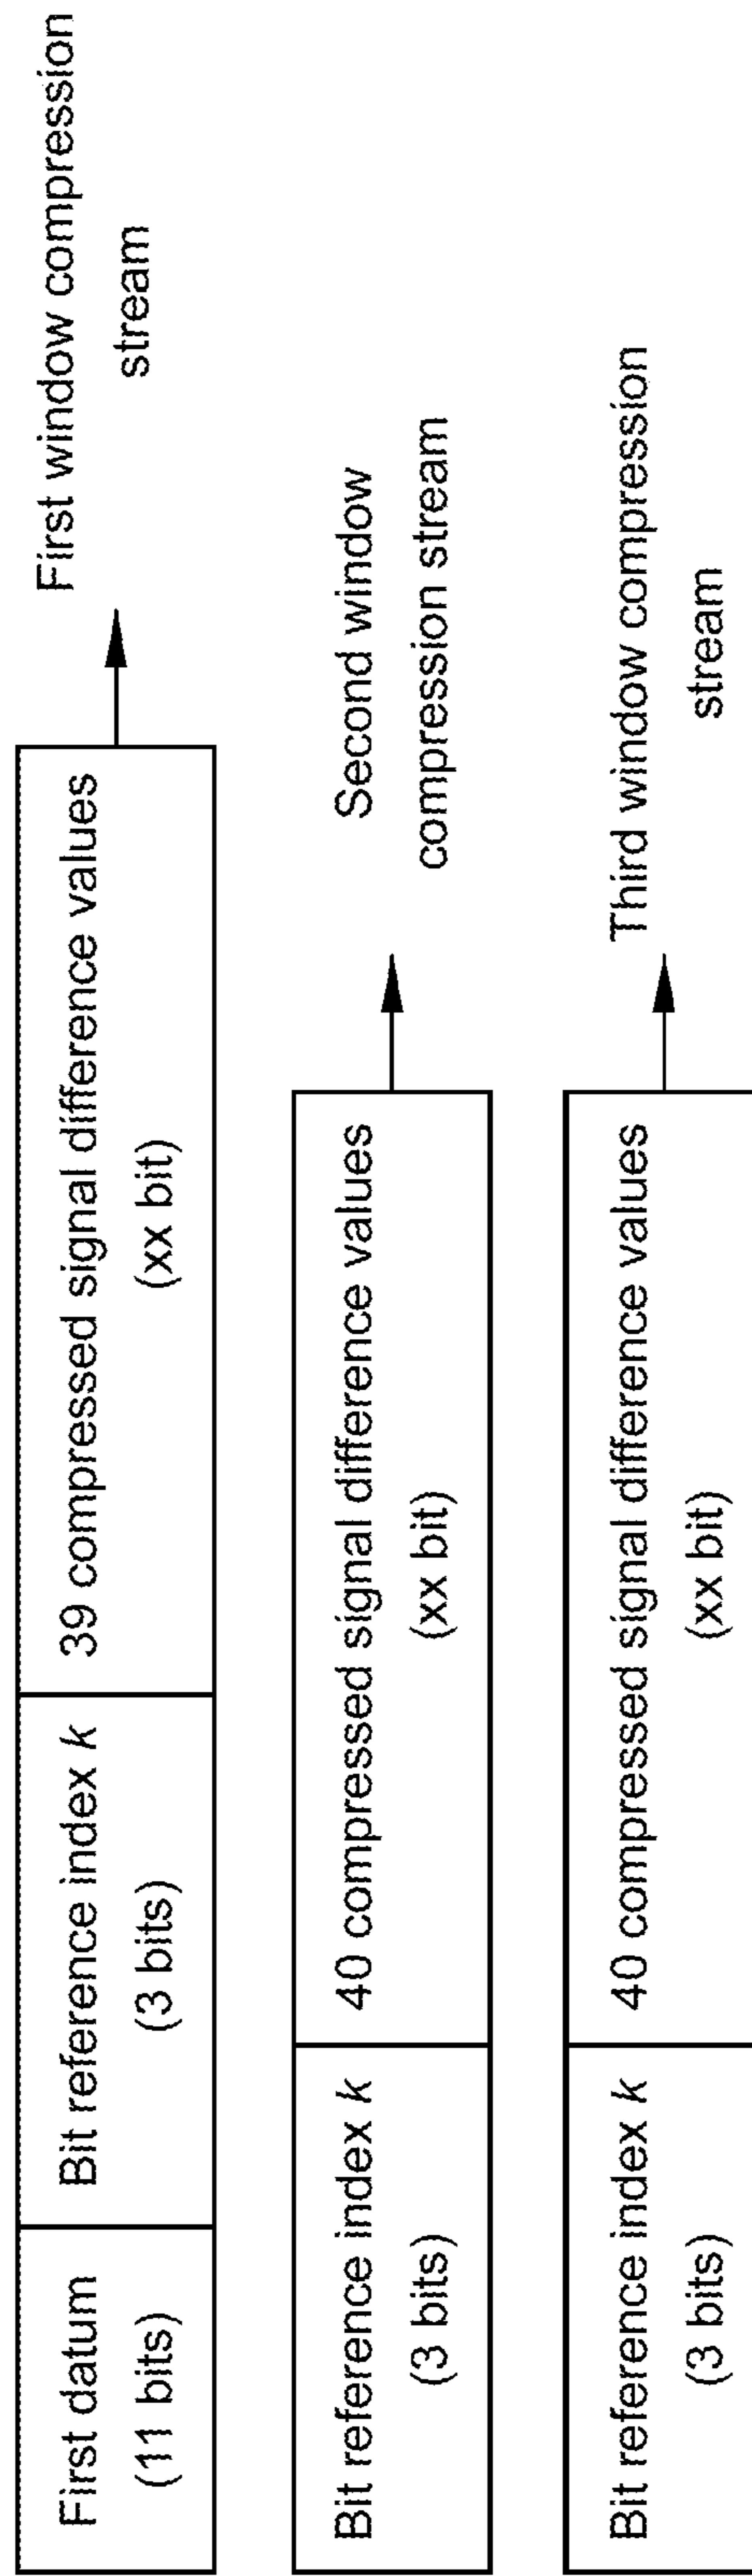 First datum
(11 bits)
Bit reference index k
(3 bits)
39 compressed signal difference values
(xx bit)
First window compression
stream
Bit reference index k
(3 bits)
40 compressed signal difference values
(xx bit)
Second window
compression stream
Bit reference index k
(3 bits)
40 compressed signal difference values
(xx bit)
Third window compression
stream